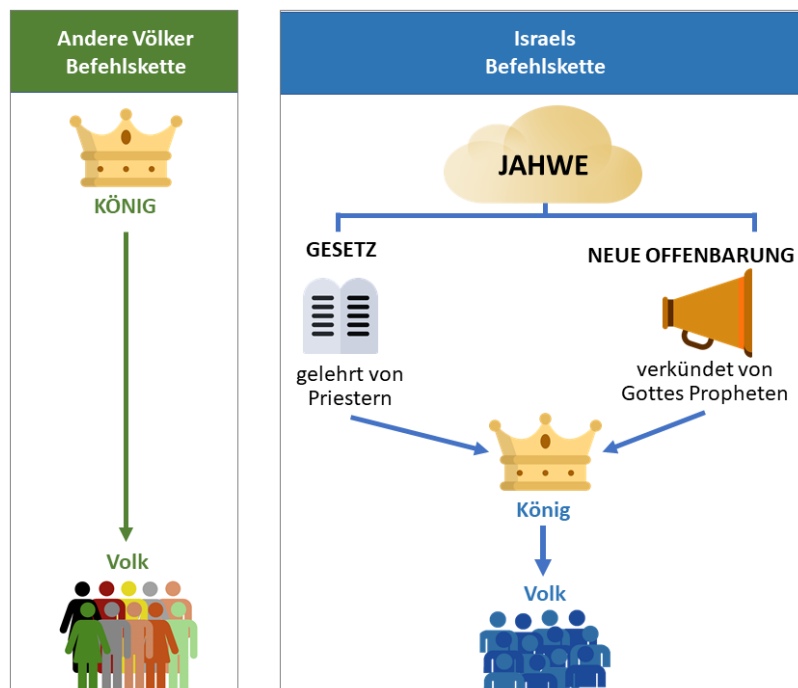 Andere Völker
Befehlskette
KÖNIG
Volk
Israels
Befehlskette
JAHWE
GESETZ
gelehrt von
Priestern
NEUE OFFENBARUNG
verkündet von
Gottes Propheten
König
Volk